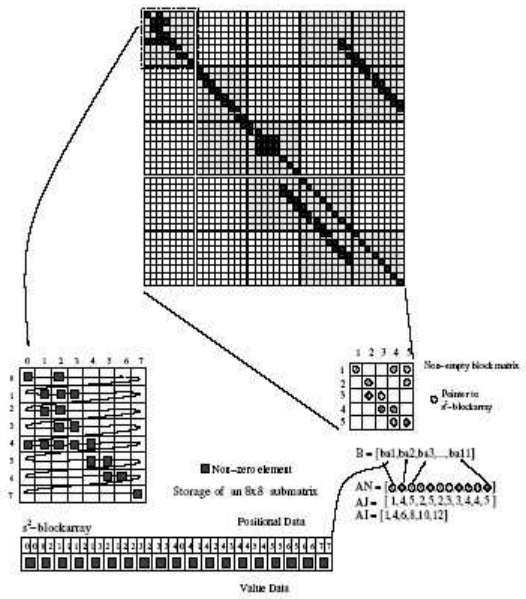 0 1 2 3 4 5 6 7
1
2
3
4
5
6
7
Non-zero element
Storage of an 8x8 submatrix
1 2 3 4 5
1
2
3
4
5
Non-empty block matrix
Pointer to
s²-blockarray
B = [ba1,ba2,ba3,...,ba11]
AN = [ ]
AJ = [ 1,4,5,2,5,2,3,3,4,4,5 ]
AI = [1,4,6,8,10,12]
s²-blockarray
Positional Data
Value Data